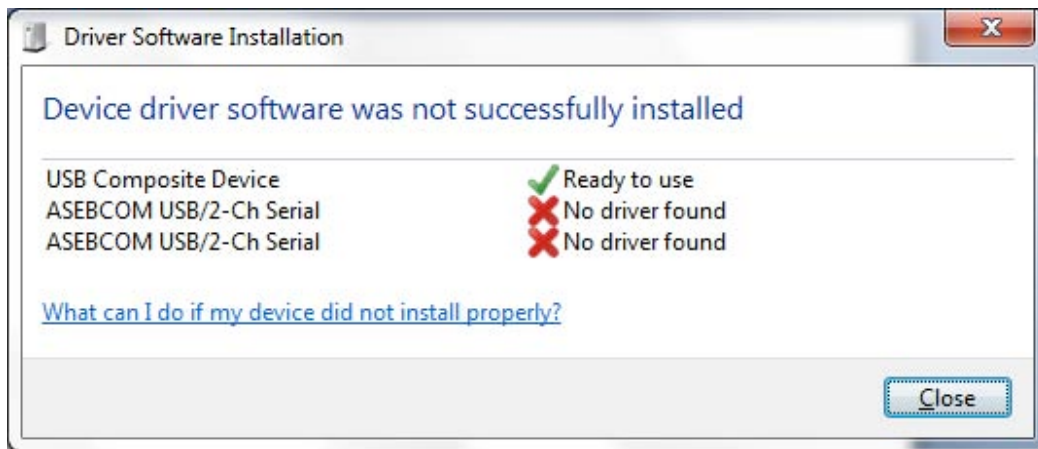 Driver Software Installation
Device driver software was not successfully installed
USB Composite Device Ready to use
ASEBCOM USB/2-Ch Serial No driver found
ASEBCOM USB/2-Ch Serial No driver found
What can I do if my device did not install properly?
Close